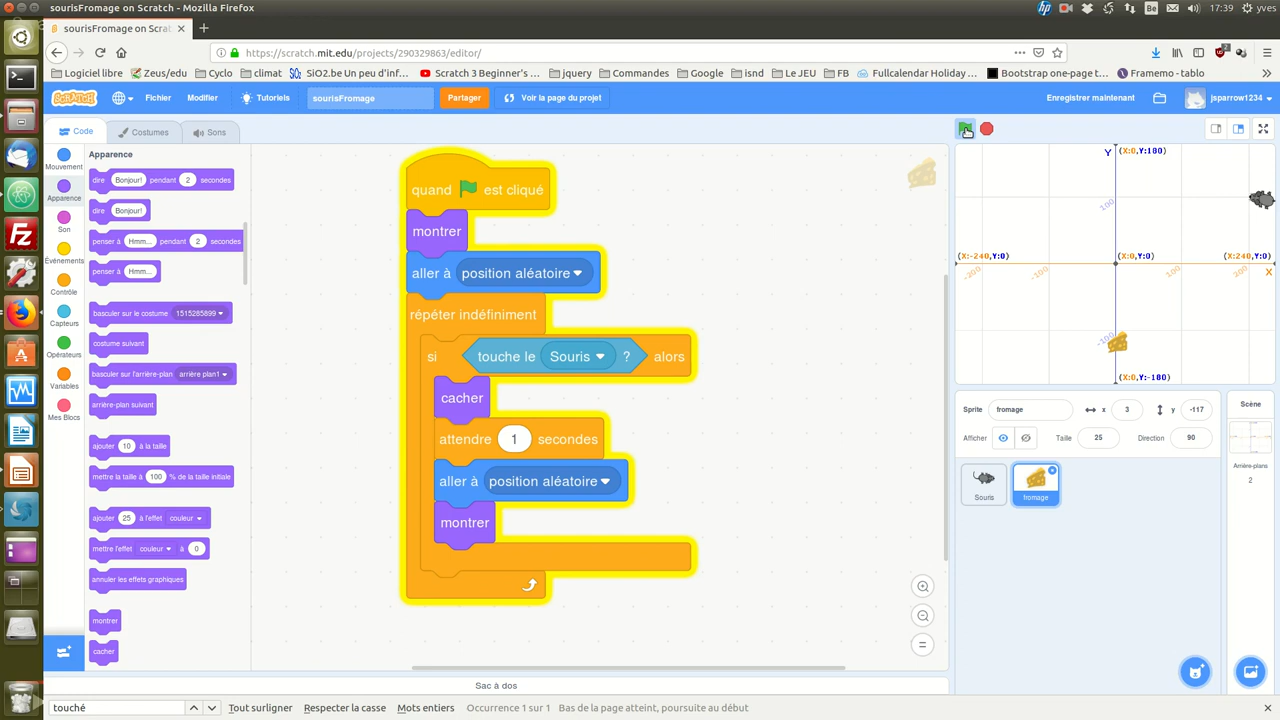 sourisFromage on Scratch - Mozilla Firefox
Be
17:39
yves
sourisFromage on Scrat
https://scratch.mit.edu/projects/290329863/editor/
Logiciel libre
Zeus/edu
Cyclo
climat
SiO2.be Un peu d'inf...
Scratch 3 Beginner's ...
jquery
Commandes
Google
isnd
Le JEU
FB
Fullcalendar Holiday ...
Bootstrap one-page t...
Framemo - tablo
SCRATCH
Fichier
Modifier
Tutoriels
sourisFromage
Partager
Voir la page du projet
Enregistrer maintenant
jsparrow1234
Code
Costumes
Sons
Mouvement
Apparence
Son
Événements
Contrôle
Capteurs
Opérateurs
Variables
Mes Blocs
Apparence
dire Bonjour! pendant 2 secondes
dire Bonjour!
penser à Hmm... pendant 2 secondes
penser à Hmm...
basculer sur le costume 1515285899
costume suivant
basculer sur l'arrière-plan arrière plan1
arrière-plan suivant
ajouter 10 à la taille
mettre la taille à 100 % de la taille initiale
ajouter 25 à l'effet couleur
mettre l'effet couleur à 0
annuler les effets graphiques
montrer
cacher
quand est cliqué
montrer
aller à position aléatoire
répéter indéfiniment
si touche le Souris ? alors
cacher
attendre 1 secondes
aller à position aléatoire
montrer
Y (X:0,Y:180)
100
(X:-240,Y:0) (X:0,Y:0) (X:240,Y:0)
-200 -100 100 200 X
-100
(X:0,Y:-180)
Sprite fromage x 3 y -117
Afficher Taille 25 Direction 90
Souris
fromage
Scène
Arrière-plans
2
Sac à dos
touché
Tout surligner
Respecter la casse
Mots entiers
Occurrence 1 sur 1
Bas de la page atteint, poursuite au début